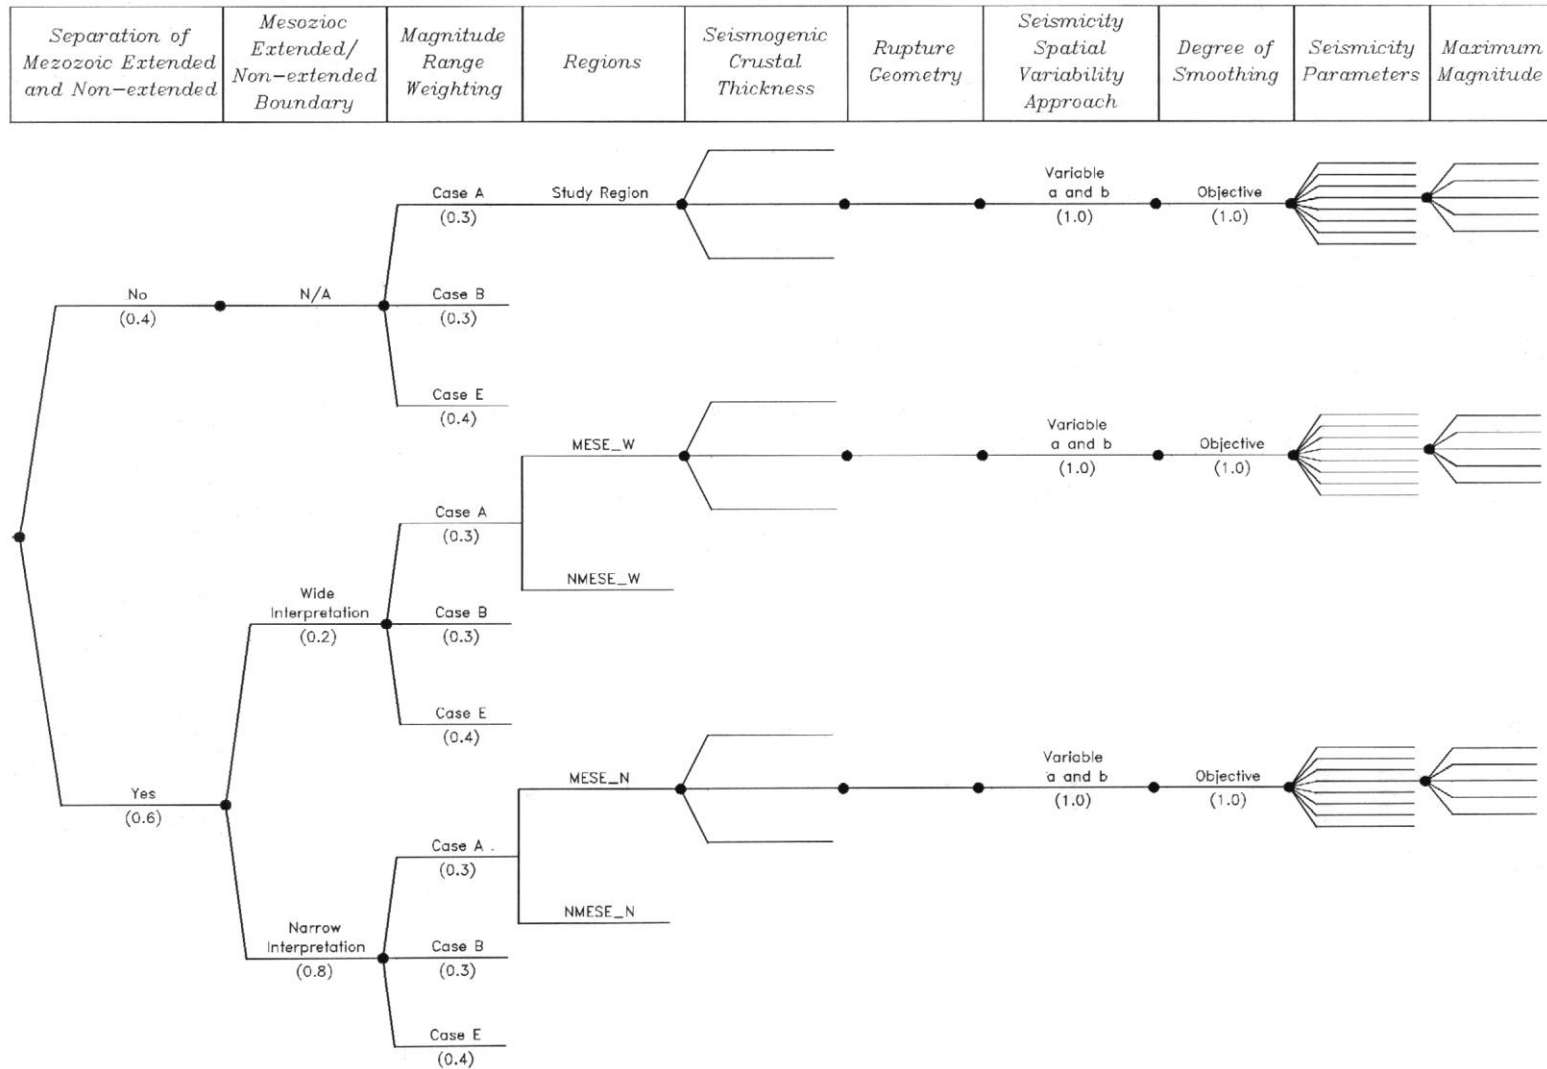 Separation of
Mezozoic Extended
and Non-extended
Mesozioc
Extended/
Non-extended
Boundary
Magnitude
Range
Weighting
Regions
Seismogenic
Crustal
Thickness
Rupture
Geometry
Seismicity
Spatial
Variability
Approach
Degree of
Smoothing
Seismicity
Parameters
Maximum
Magnitude
No
(0.4)
N/A
Case A
(0.3)
Study Region
Variable
a and b
(1.0)
Objective
(1.0)
Case B
(0.3)
Case E
(0.4)
Yes
(0.6)
Wide
Interpretation
(0.2)
Case A
(0.3)
MESE_W
Variable
a and b
(1.0)
Objective
(1.0)
NMESE_W
Case B
(0.3)
Case E
(0.4)
Narrow
Interpretation
(0.8)
Case A
(0.3)
MESE_N
Variable
a and b
(1.0)
Objective
(1.0)
NMESE_N
Case B
(0.3)
Case E
(0.4)